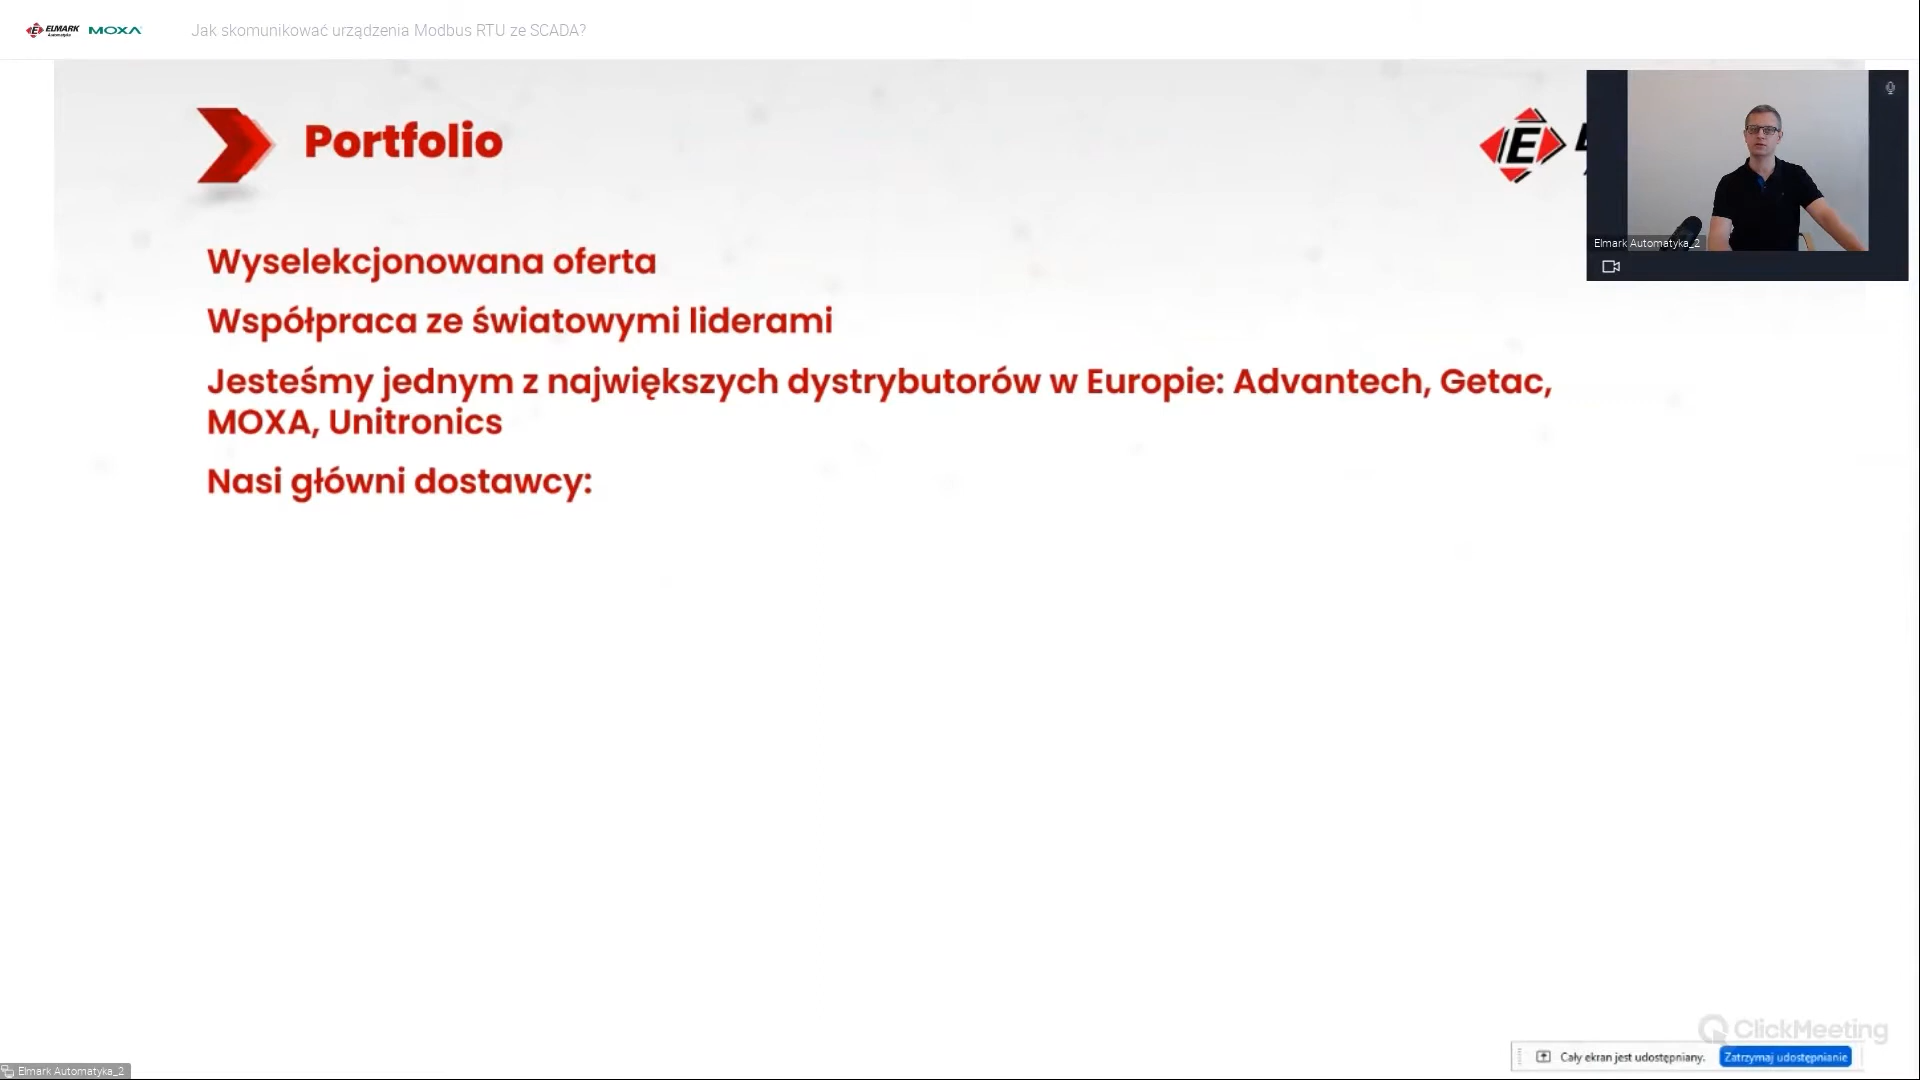 ELMARK
Automatyka
MOXA
Jak skomunikować urządzenia Modbus RTU ze SCADA?
Portfolio
E
Wyselekcjonowana oferta
Współpraca ze światowymi liderami
Jesteśmy jednym z największych dystrybutorów w Europie: Advantech, Getac,
MOXA, Unitronics
Nasi główni dostawcy:
Elmark Automatyka_2
ClickMeeting
Cały ekran jest udostępniany.
Zatrzymaj udostępnianie
Elmark Automatyka_2